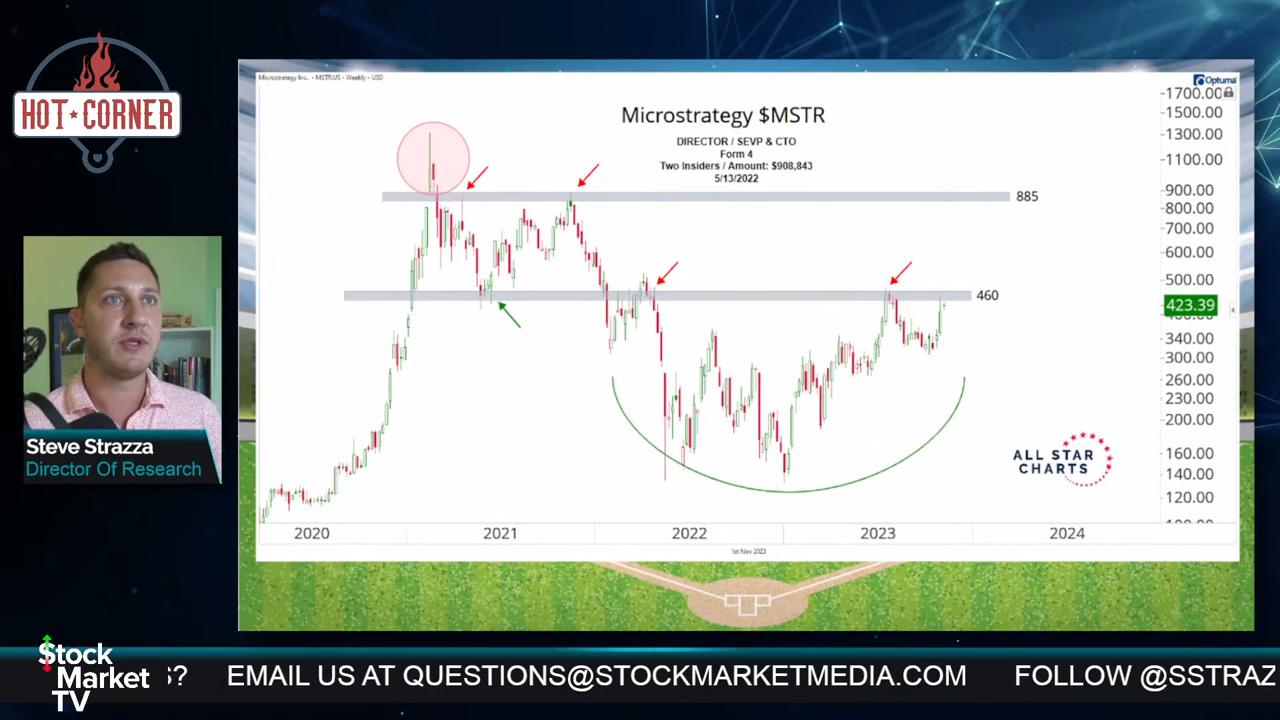 HOT★CORNER
Microstrategy Inc. - MSTR:US - Weekly - USD
Optuma
Microstrategy $MSTR
DIRECTOR / SEVP & CTO
Form 4
Two Insiders / Amount: $908,843
5/13/2022
885
460
1700.00
1500.00
1300.00
1100.00
900.00
800.00
700.00
600.00
500.00
423.39
340.00
300.00
260.00
230.00
200.00
160.00
140.00
120.00
100.00
ALL STAR
CHARTS
2020 2021 2022 2023 2024
1st Nov 2023
Steve Strazza
Director Of Research
$tock
Market
TV
S? EMAIL US AT QUESTIONS@STOCKMARKETMEDIA.COM FOLLOW @SSTRAZ